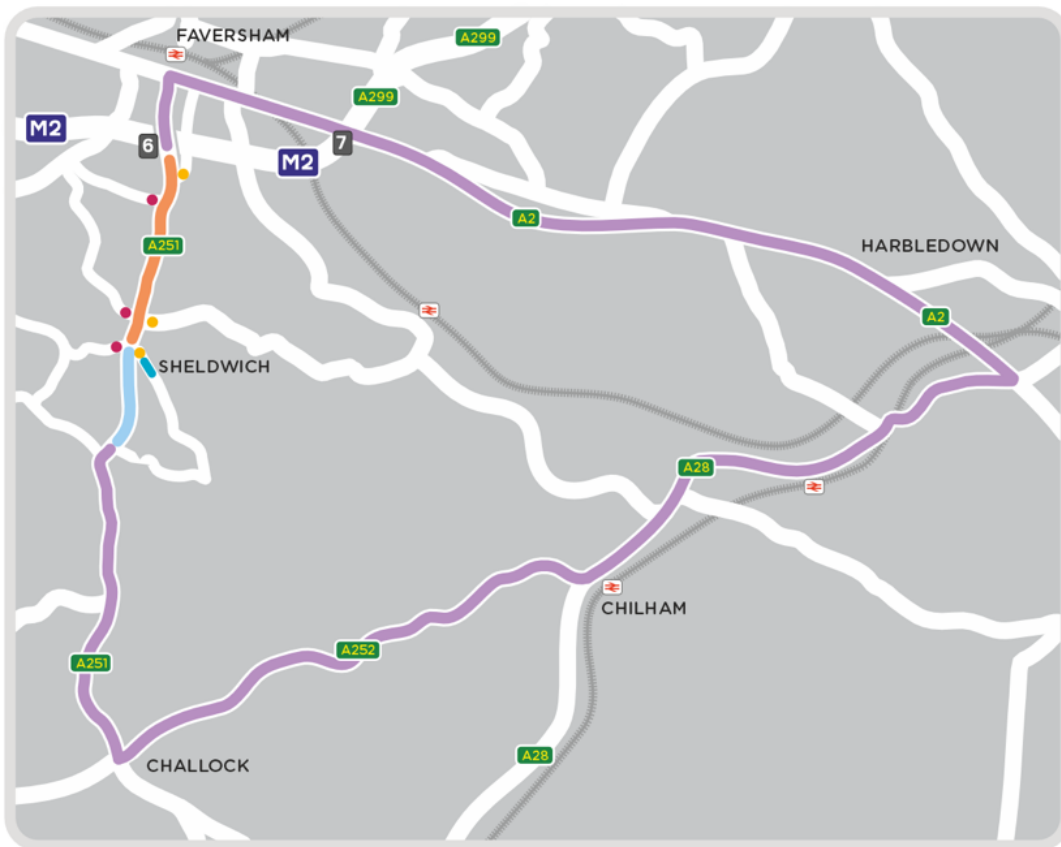 FAVERSHAM
A299
A299
M2
6
7
M2
A2
A251
HARBLEDOWN
A2
SHELDWICH
A28
CHILHAM
A252
A251
A28
CHALLOCK